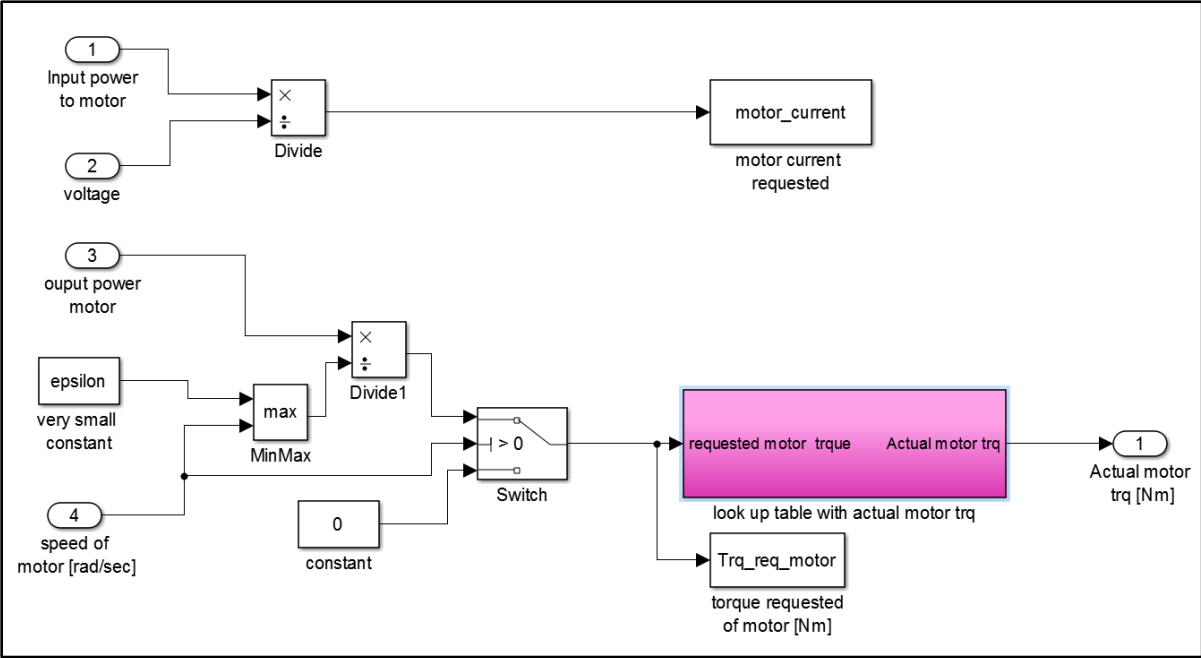 1
Input power
to motor
×
÷
Divide
motor_current
motor current
requested
2
voltage
3
ouput power
motor
×
÷
Divide1
epsilon
very small
constant
max
MinMax
> 0
Switch
requested motor trque
Actual motor trq
look up table with actual motor trq
1
Actual motor
trq [Nm]
4
speed of
motor [rad/sec]
0
constant
Trq_req_motor
torque requested
of motor [Nm]